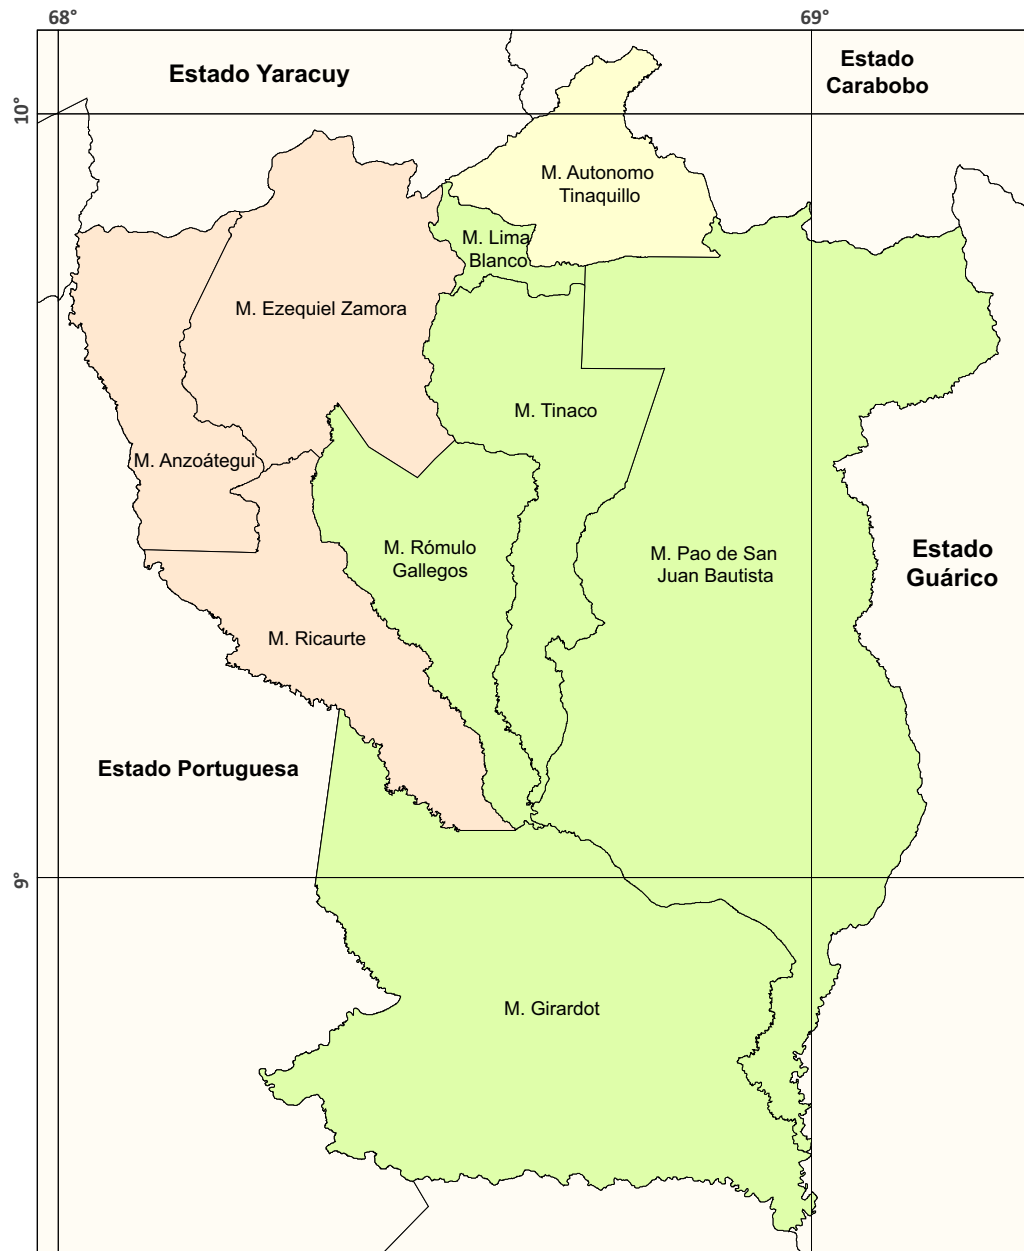 68°
69°
Estado Yaracuy
Estado
Carabobo
10°
M. Autonomo
Tinaquillo
M. Lima
Blanco
M. Ezequiel Zamora
M. Tinaco
M. Anzoátegui
M. Rómulo
Gallegos
M. Pao de San
Juan Bautista
Estado
Guárico
M. Ricaurte
Estado Portuguesa
9°
M. Girardot